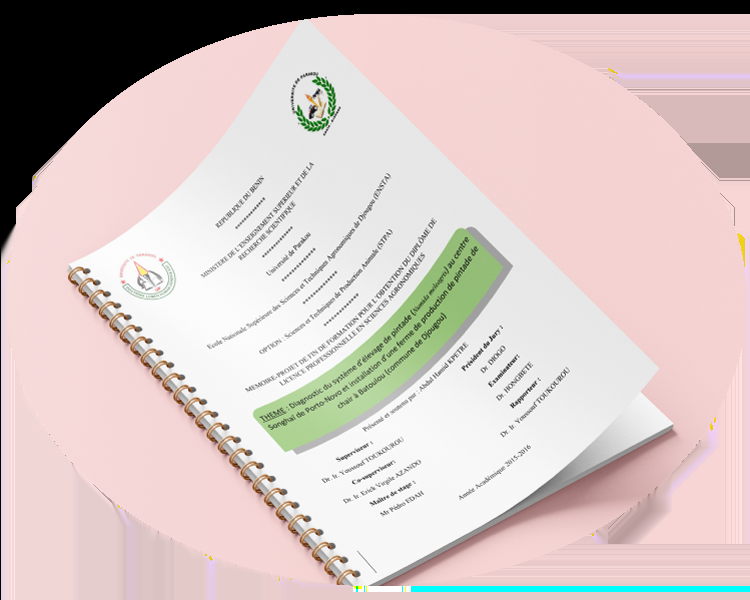 UNIVERSITE DE PARAKOU
REPUBLIQUE DU BENIN
**************
MINISTERE DE L'ENSEIGNEMENT SUPERIEUR ET DE LA
RECHERCHE SCIENTIFIQUE
**************
Université de Parakou
**************
Ecole Nationale Supérieure des Sciences et Techniques Agronomiques de Djougou (ENSTA)
**************
OPTION : Sciences et Techniques de Production Animale (STPA)
**************
MEMOIRE-PROJET DE FIN DE FORMATION POUR L'OBTENTION DU DIPLÔME DE
LICENCE PROFESSIONNELLE EN SCIENCES AGRONOMIQUES
THEME : Diagnostic du système d'élevage de pintade (Numida meleagris) au centre
Songhaï de Porto-Novo et installation d'une ferme de production de pintade de
chair à Batoulou (commune de Djougou)
Présenté et soutenu par : Abdul Hamid KPETRE
Superviseur :
Dr. Ir. Youssouf TOUKOUROU
Co-superviseur:
Dr. Ir. Erick Virgile AZANDO
Maître de stage :
Mr Pédro EDAH
Président du Jury :
Dr. DIOGO
Examinateur:
Dr. HONGBETE
Rapporteur :
Dr. Ir. Youssouf TOUKOUROU
Année Académique 2015-2016